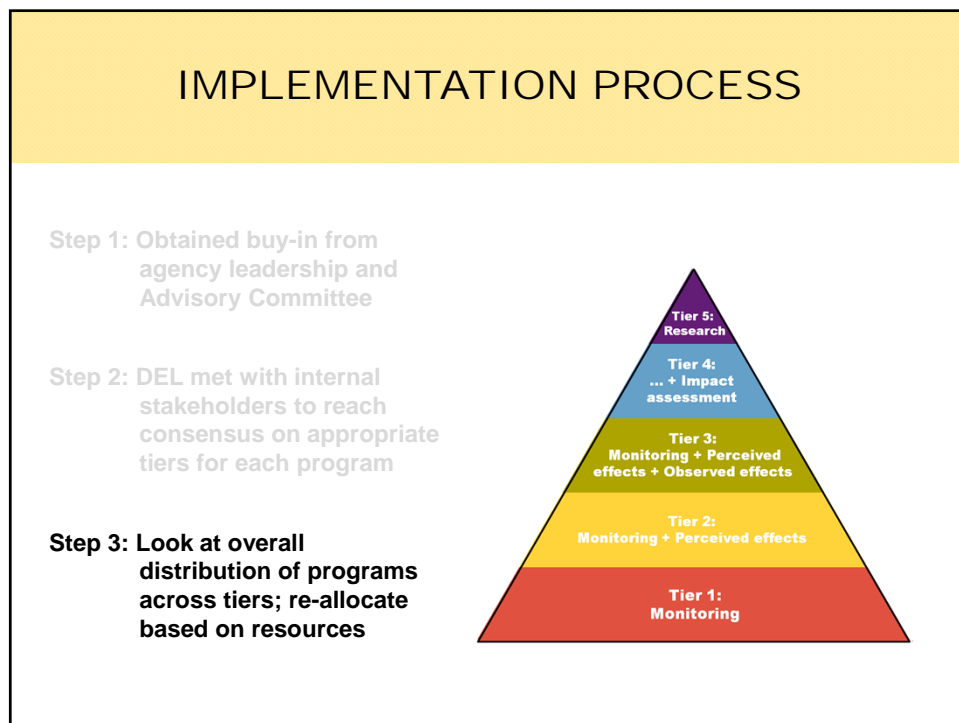 IMPLEMENTATION PROCESS
Step 1: Obtained buy-in from
agency leadership and
Advisory Committee
Step 2: DEL met with internal
stakeholders to reach
consensus on appropriate
tiers for each program
Step 3: Look at overall
distribution of programs
across tiers; re-allocate
based on resources
Tier 5:
Research
Tier 4:
... + Impact
assessment
Tier 3:
Monitoring + Perceived
effects + Observed effects
Tier 2:
Monitoring + Perceived effects
Tier 1:
Monitoring